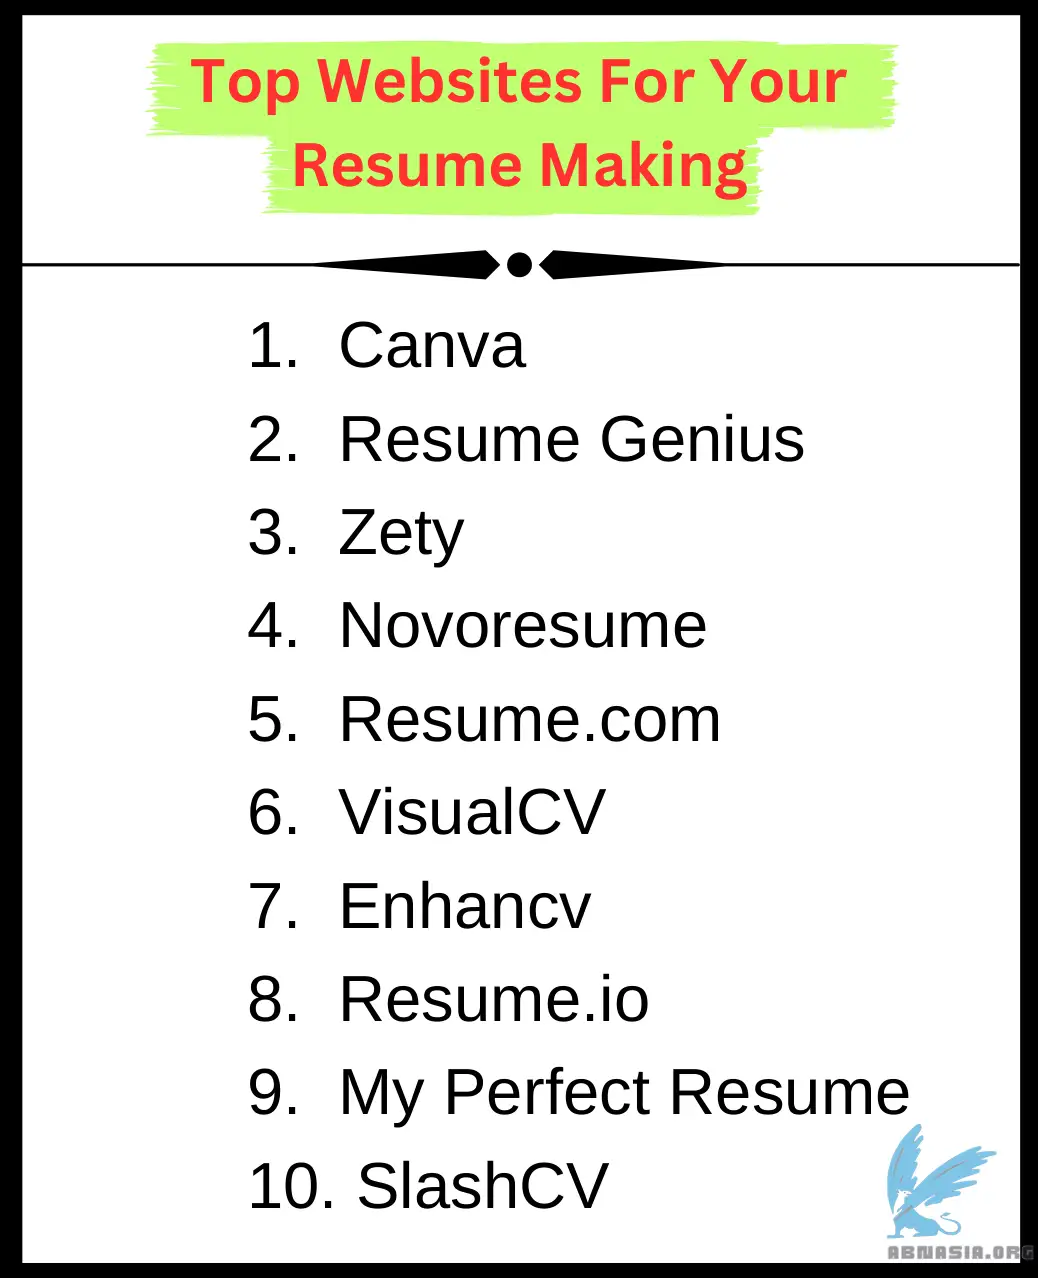 Top Websites For Your
Resume Making
1. Canva
2. Resume Genius
3. Zety
4. Novoresume
5. Resume.com
6. VisualCV
7. Enhancv
8. Resume.io
9. My Perfect Resume
10. SlashCV
ABNASIA.ORG